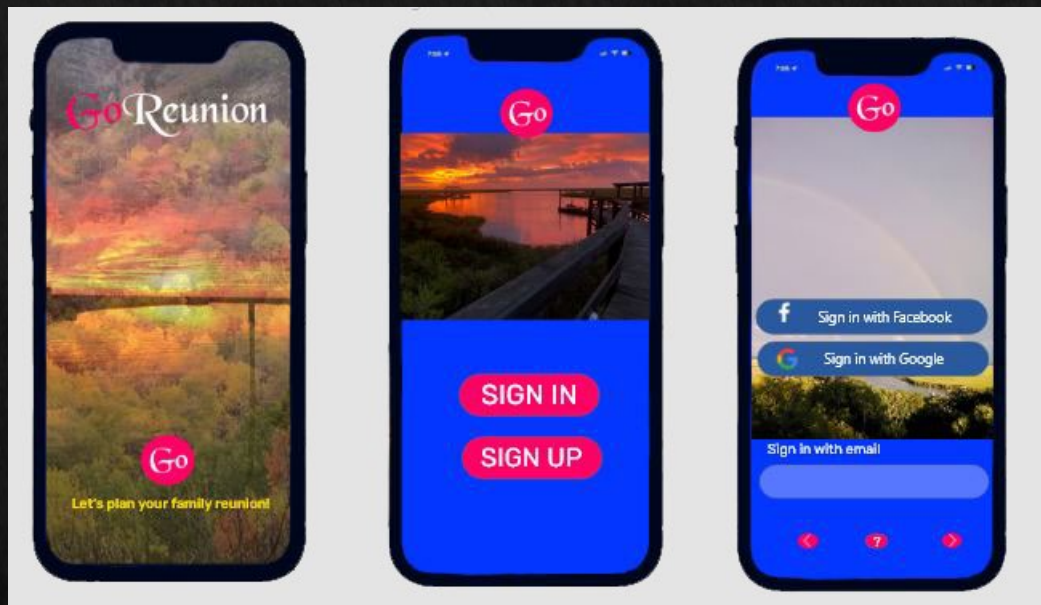 GoReunion
Go
Let's plan your family reunion!
Go
SIGN IN
SIGN UP
Go
Sign in with Facebook
Sign in with Google
Sign in with email
?